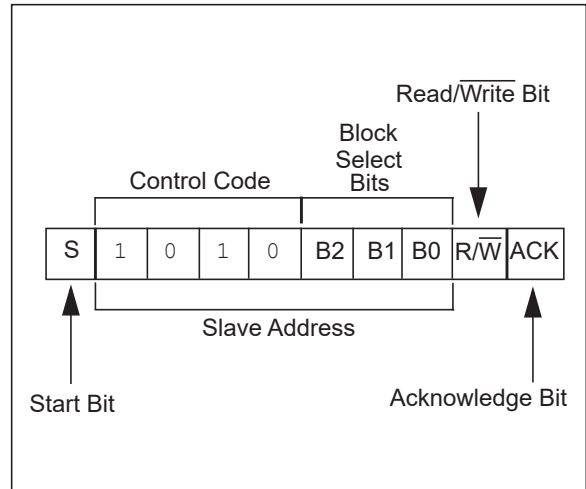 Read/Write Bit
Block
Select
Bits
Control Code
S 1 0 1 0 B2 B1 B0 R/W ACK
Slave Address
Start Bit
Acknowledge Bit